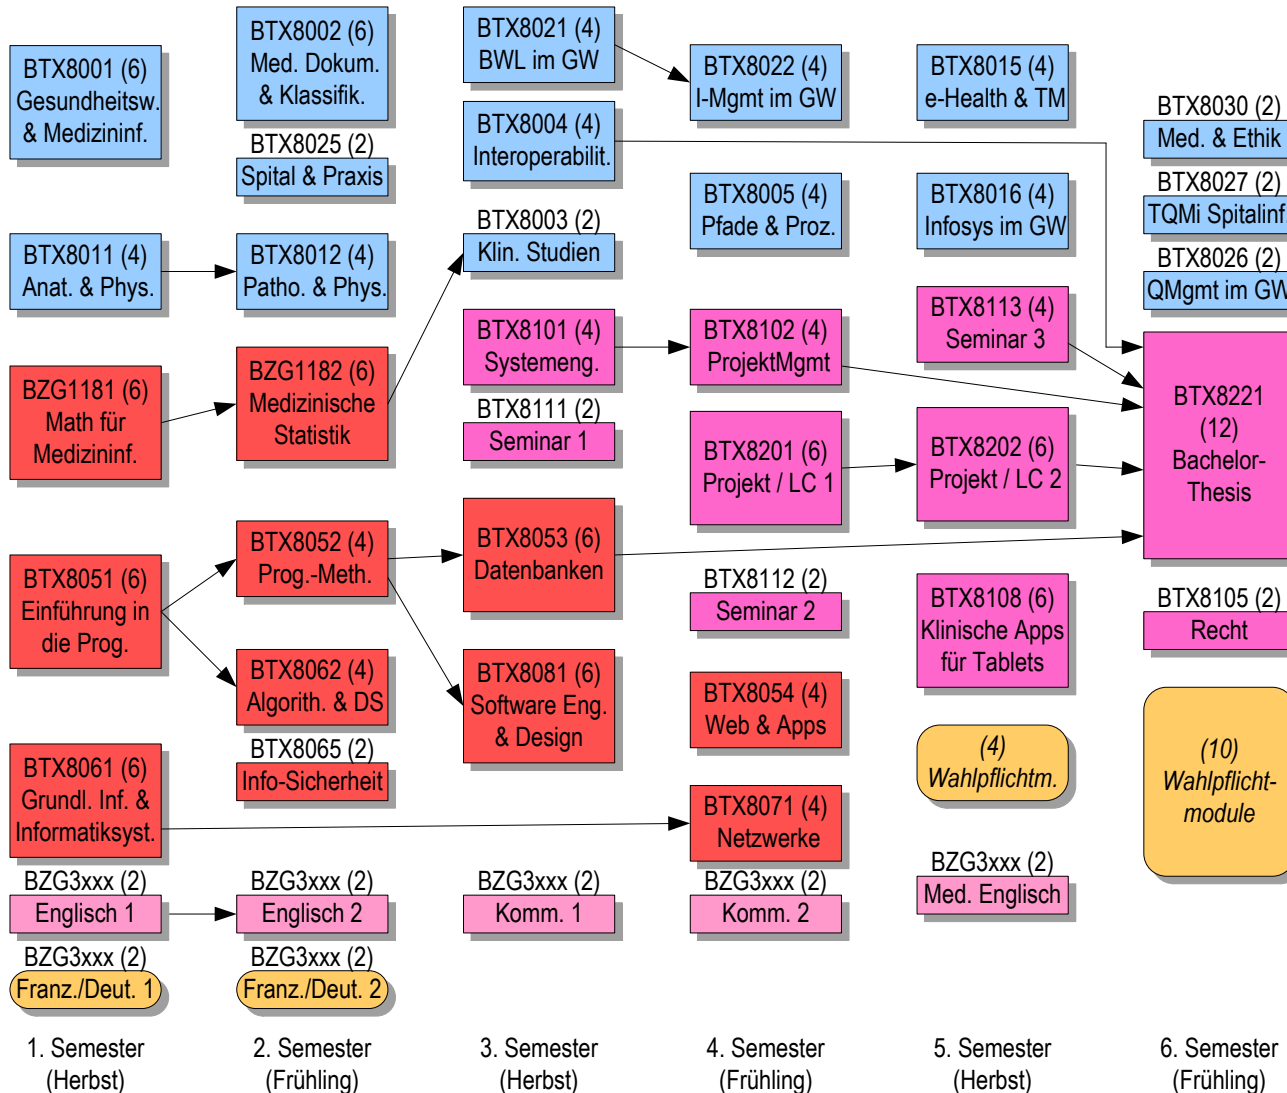 BTX8001 (6)
Gesundheitsw.
& Medizininf.
BTX8011 (4)
Anat. & Phys.
BZG1181 (6)
Math für
Medizininf.
BTX8051 (6)
Einführung in
die Prog.
BTX8061 (6)
Grundl. Inf. &
Informatiksyst.
BZG3xxx (2)
Englisch 1
BZG3xxx (2)
Franz./Deut. 1
1. Semester
(Herbst)
BTX8002 (6)
Med. Dokum.
& Klassifik.
BTX8025 (2)
Spital & Praxis
BTX8012 (4)
Patho. & Phys.
BZG1182 (6)
Medizinische
Statistik
BTX8052 (4)
Prog.-Meth.
BTX8062 (4)
Algorith. & DS
BTX8065 (2)
Info-Sicherheit
BZG3xxx (2)
Englisch 2
BZG3xxx (2)
Franz./Deut. 2
2. Semester
(Frühling)
BTX8021 (4)
BWL im GW
BTX8004 (4)
Interoperabilit.
BTX8003 (2)
Klin. Studien
BTX8101 (4)
Systemeng.
BTX8111 (2)
Seminar 1
BTX8053 (6)
Datenbanken
BTX8081 (6)
Software Eng.
& Design
BZG3xxx (2)
Komm. 1
3. Semester
(Herbst)
BTX8022 (4)
I-Mgmt im GW
BTX8005 (4)
Pfade & Proz.
BTX8102 (4)
ProjektMgmt
BTX8201 (6)
Projekt / LC 1
BTX8112 (2)
Seminar 2
BTX8054 (4)
Web & Apps
BTX8071 (4)
Netzwerke
BZG3xxx (2)
Komm. 2
4. Semester
(Frühling)
BTX8015 (4)
e-Health & TM
BTX8016 (4)
Infosys im GW
BTX8113 (4)
Seminar 3
BTX8202 (6)
Projekt / LC 2
BTX8108 (6)
Klinische Apps
für Tablets
(4)
Wahlpflichtm.
BZG3xxx (2)
Med. Englisch
5. Semester
(Herbst)
BTX8030 (2)
Med. & Ethik
BTX8027 (2)
TQMi Spitalinf.
BTX8026 (2)
QMgmt im GW
BTX8221
(12)
Bachelor-
Thesis
BTX8105 (2)
Recht
(10)
Wahlpflicht-
module
6. Semester
(Frühling)